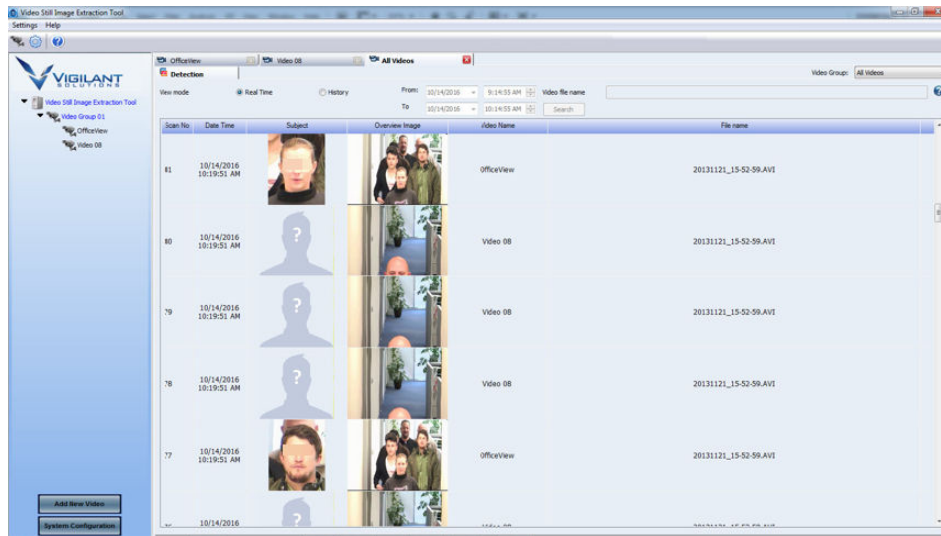 Video Still Image Extraction Tool
Settings Help
VIGILANT
SOLUTIONS
Video Still Image Extraction Tool
Video Group 01
OfficeView
Video 08
Add New Video
System Configuration
OfficeView Video 08 All Videos
Detection
Video Group: All Videos
View mode Real Time History From: 10/14/2016 9:14:55 AM Video file name
To 10/14/2016 10:14:55 AM Search
Scan No Date Time Subject Overview Image Video Name File name
81 10/14/2016 10:19:51 AM OfficeView 20131121_15-52-59.AVI
80 10/14/2016 10:19:51 AM ? Video 08 20131121_15-52-59.AVI
79 10/14/2016 10:19:51 AM ? Video 08 20131121_15-52-59.AVI
78 10/14/2016 10:19:51 AM ? Video 08 20131121_15-52-59.AVI
77 10/14/2016 10:19:51 AM OfficeView 20131121_15-52-59.AVI
10/14/2016 ?